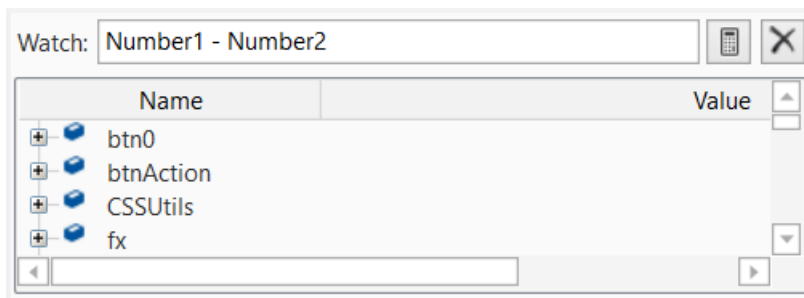 Watch: Number1 - Number2
Name Value
btn0
btnAction
CSSUtils
fx